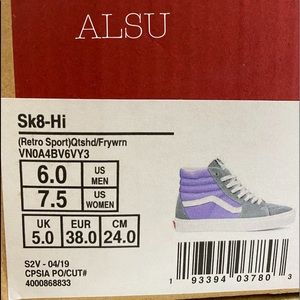 ALSU
Sk8-Hi
(Retro Sport)Qtshd/Frywrn
VN0A4BV6VY3
6.0 US MEN
7.5 US WOMEN
UK EUR CM
5.0 38.0 24.0
S2V - 04/19
CPSIA PO/CUT#
4000868833
1 93394 03780 3